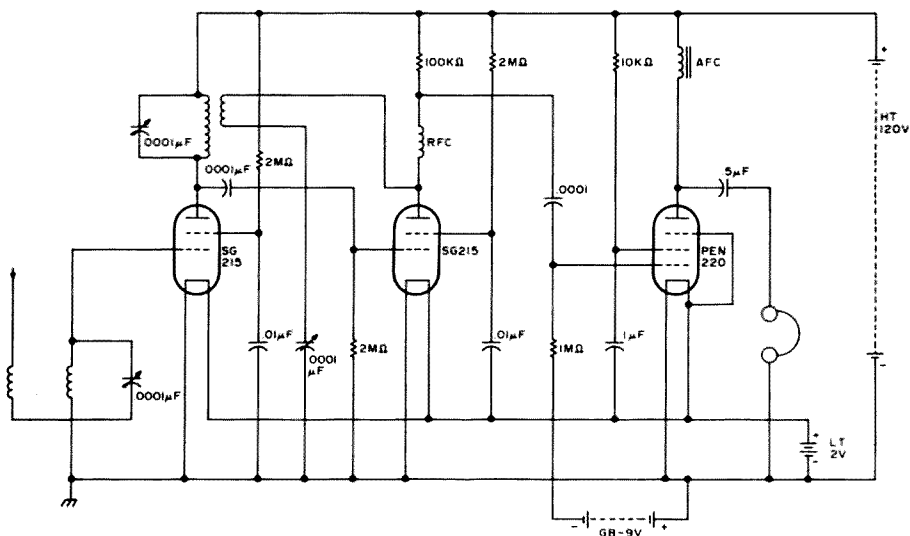 100KΩ
2MΩ
10KΩ
AFC
+
HT
120V
-
.0001µF
RFC
2MΩ
.0001µF
.0001
5µF
SG
215
SG215
PEN
220
.01µF
.0001
µF
2MΩ
.01µF
1MΩ
1µF
.0001µF
+
-
LT
2V
-
+
GB-9V